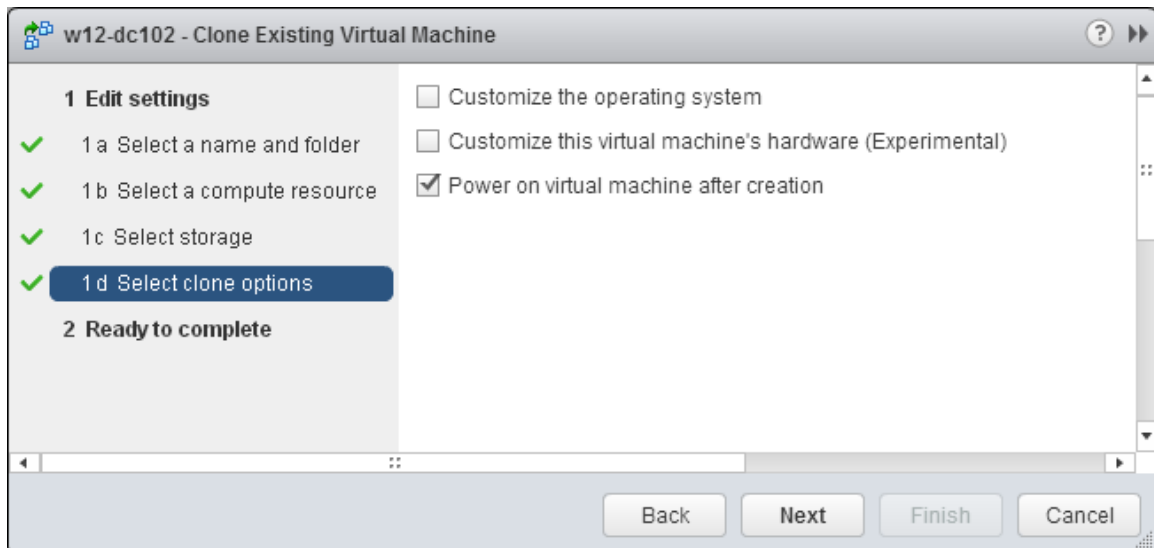 w12-dc102 - Clone Existing Virtual Machine
?
1 Edit settings
1a Select a name and folder
1b Select a compute resource
1c Select storage
1d Select clone options
2 Ready to complete
Customize the operating system
Customize this virtual machine's hardware (Experimental)
Power on virtual machine after creation
Back Next Finish Cancel